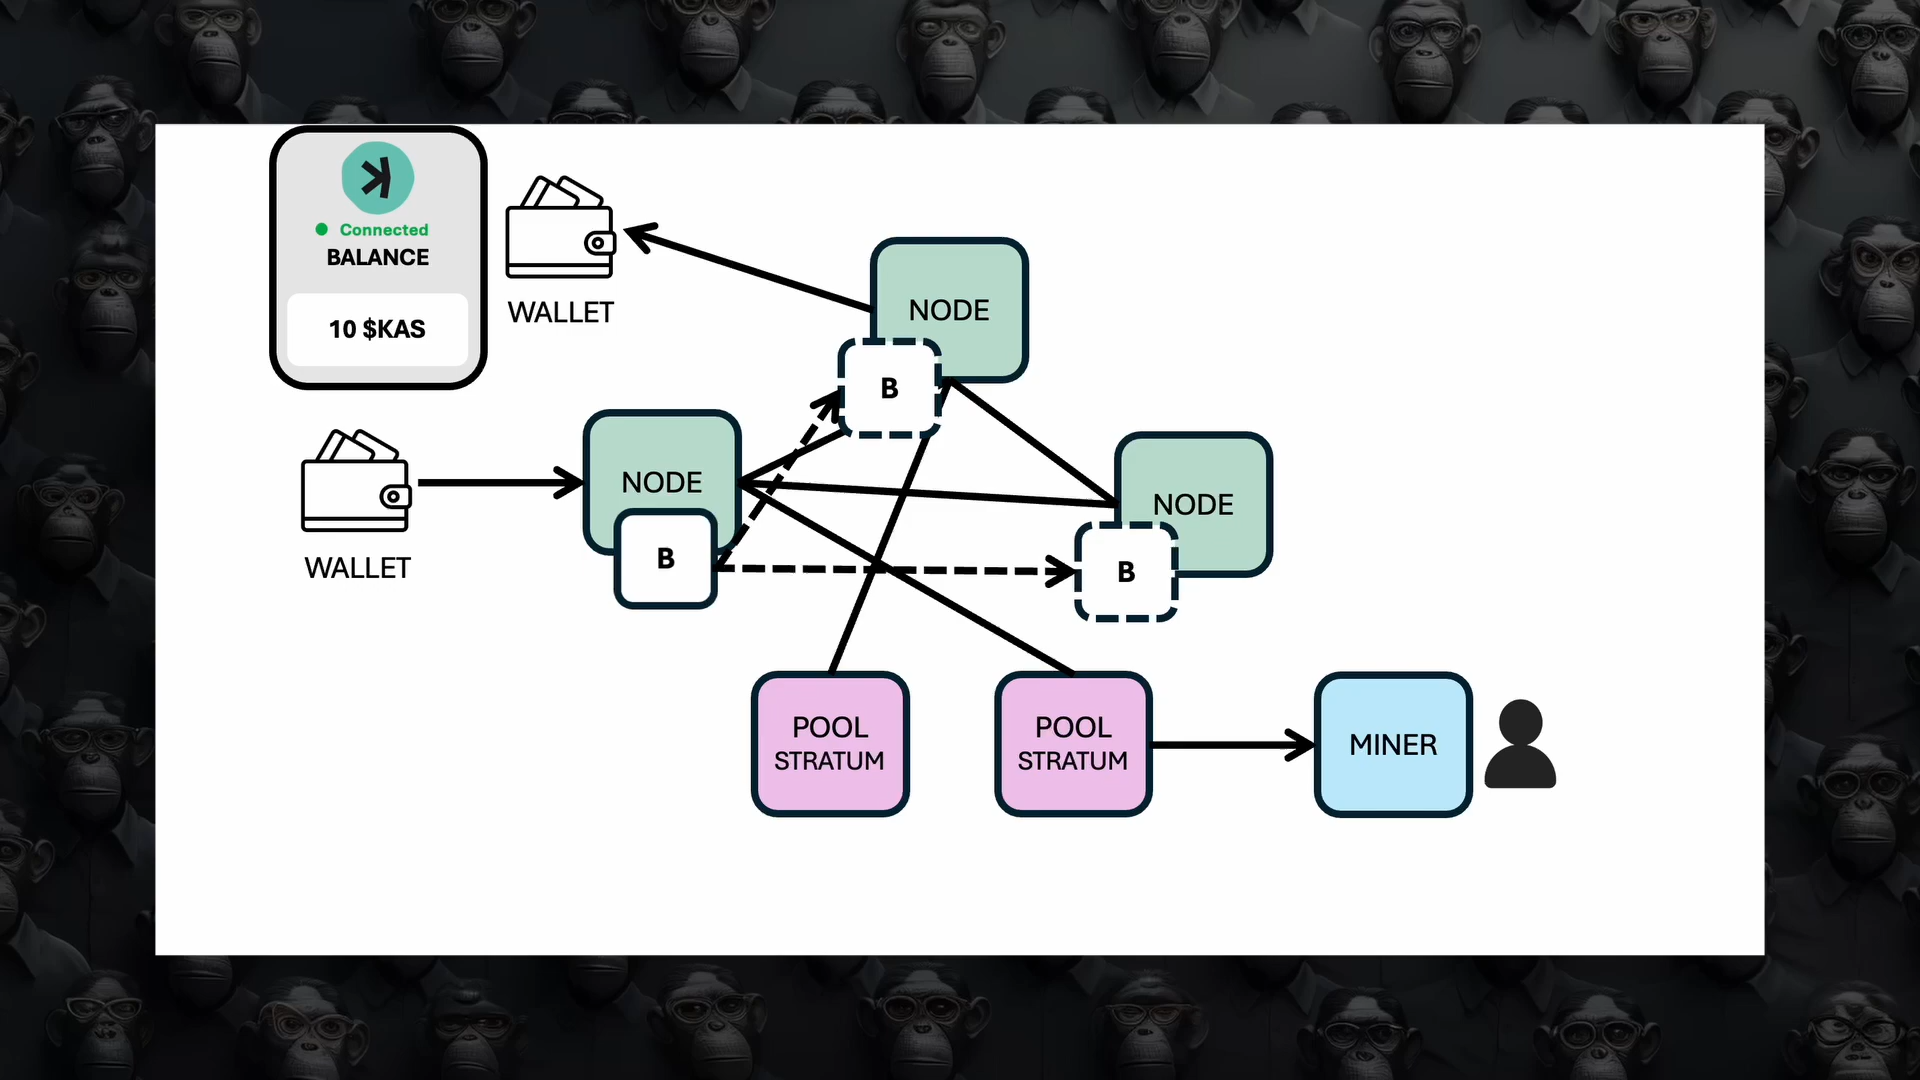 Connected
BALANCE
10 $KAS
WALLET
NODE
B
WALLET
NODE
B
NODE
B
POOL
STRATUM
POOL
STRATUM
MINER